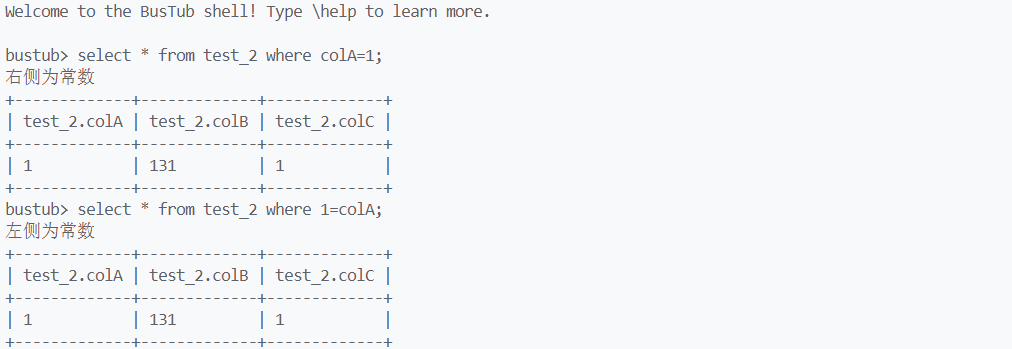 Welcome to the BusTub shell! Type \help to learn more.
bustub> select * from test_2 where colA=1;
右侧为常数
+-------------+-------------+-------------+
| test_2.colA | test_2.colB | test_2.colC |
+-------------+-------------+-------------+
| 1           | 131         | 1           |
+-------------+-------------+-------------+
bustub> select * from test_2 where 1=colA;
左侧为常数
+-------------+-------------+-------------+
| test_2.colA | test_2.colB | test_2.colC |
+-------------+-------------+-------------+
| 1           | 131         | 1           |
+-------------+-------------+-------------+